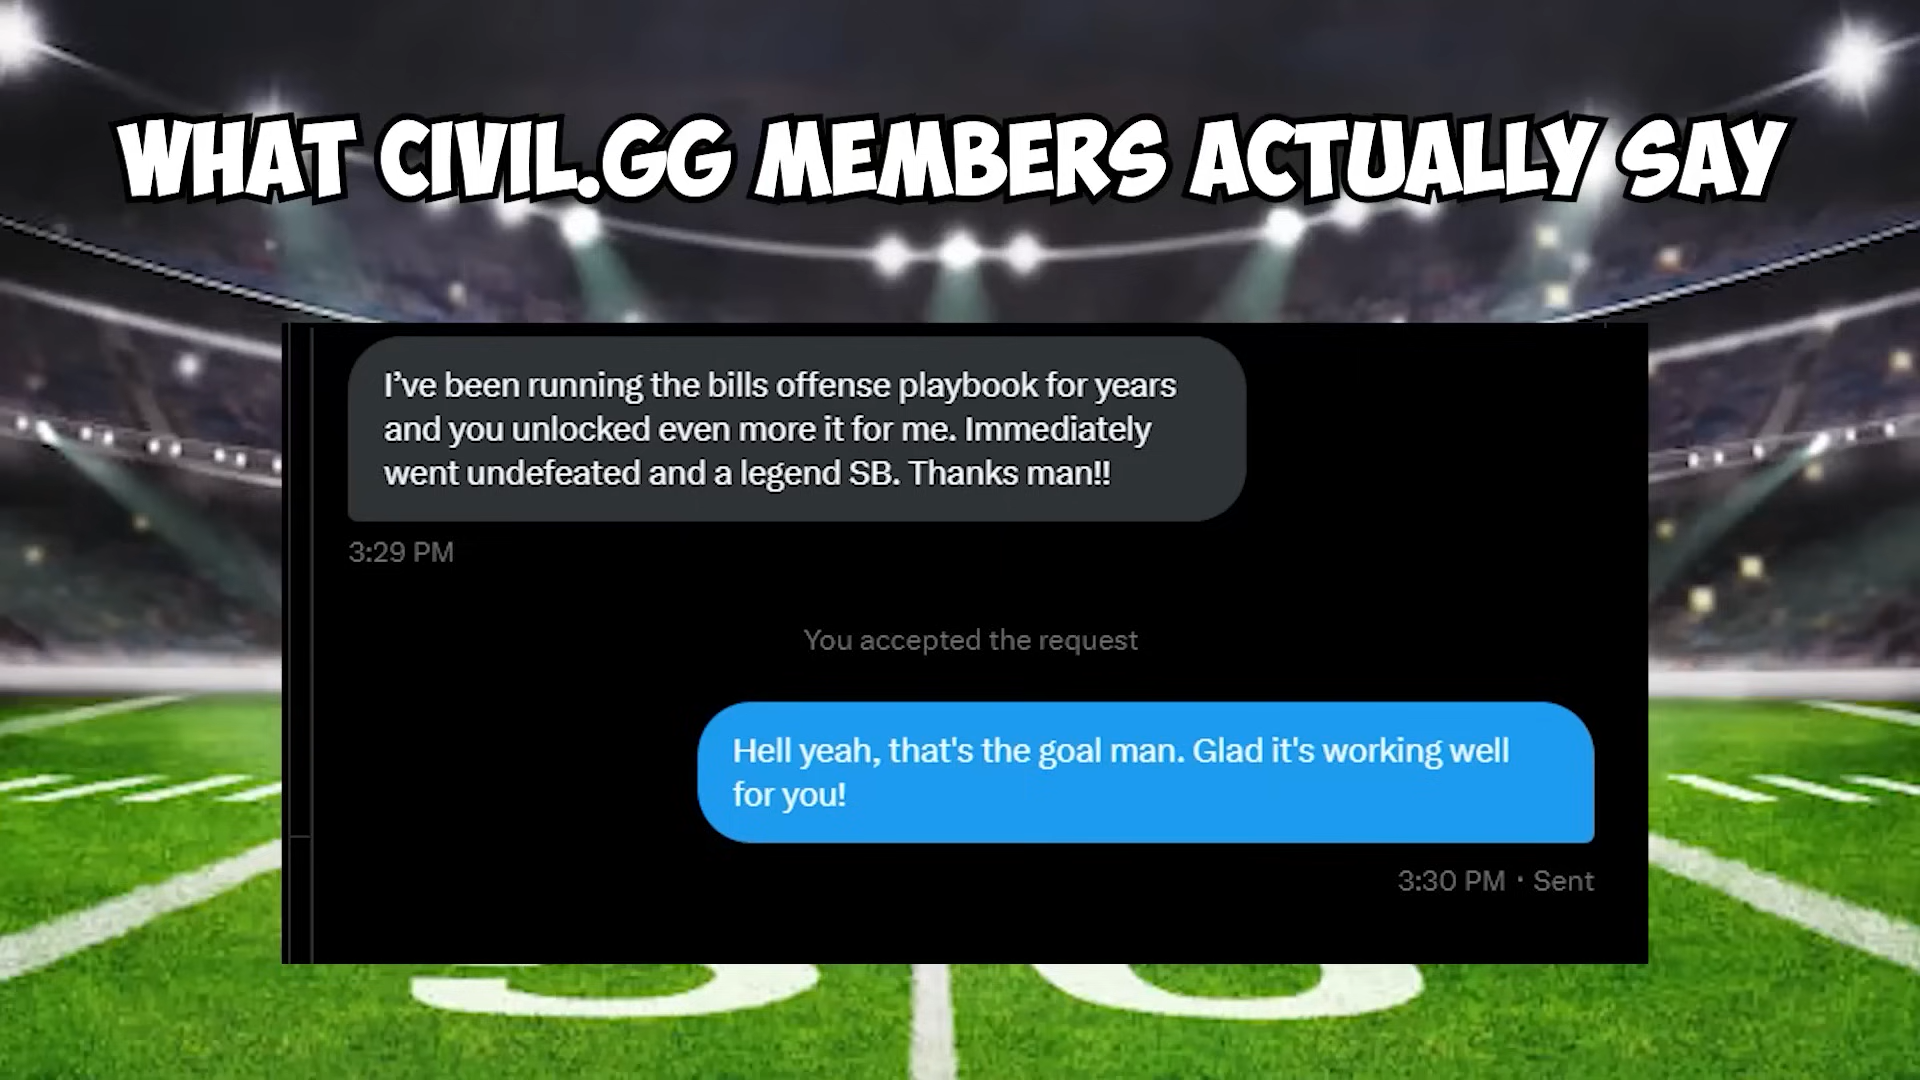 WHAT CIVIL.GG MEMBERS ACTUALLY SAY
I’ve been running the bills offense playbook for years
and you unlocked even more it for me. Immediately
went undefeated and a legend SB. Thanks man!!
3:29 PM
You accepted the request
Hell yeah, that's the goal man. Glad it's working well
for you!
3:30 PM · Sent